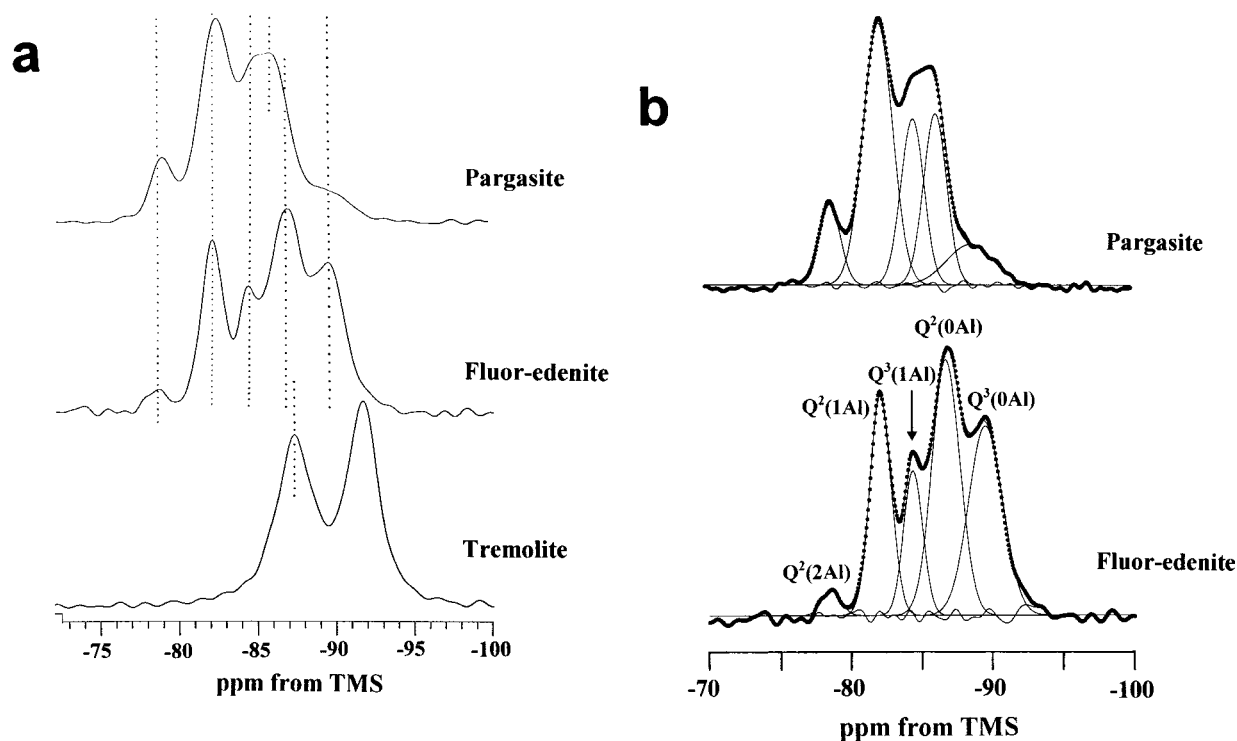 a
Pargasite
Fluor-edenite
Tremolite
-75 -80 -85 -90 -95 -100
ppm from TMS
b
Pargasite
Q²(0Al)
Q³(1Al)
Q²(1Al)
Q³(0Al)
Q²(2Al)
Fluor-edenite
-70 -80 -90 -100
ppm from TMS